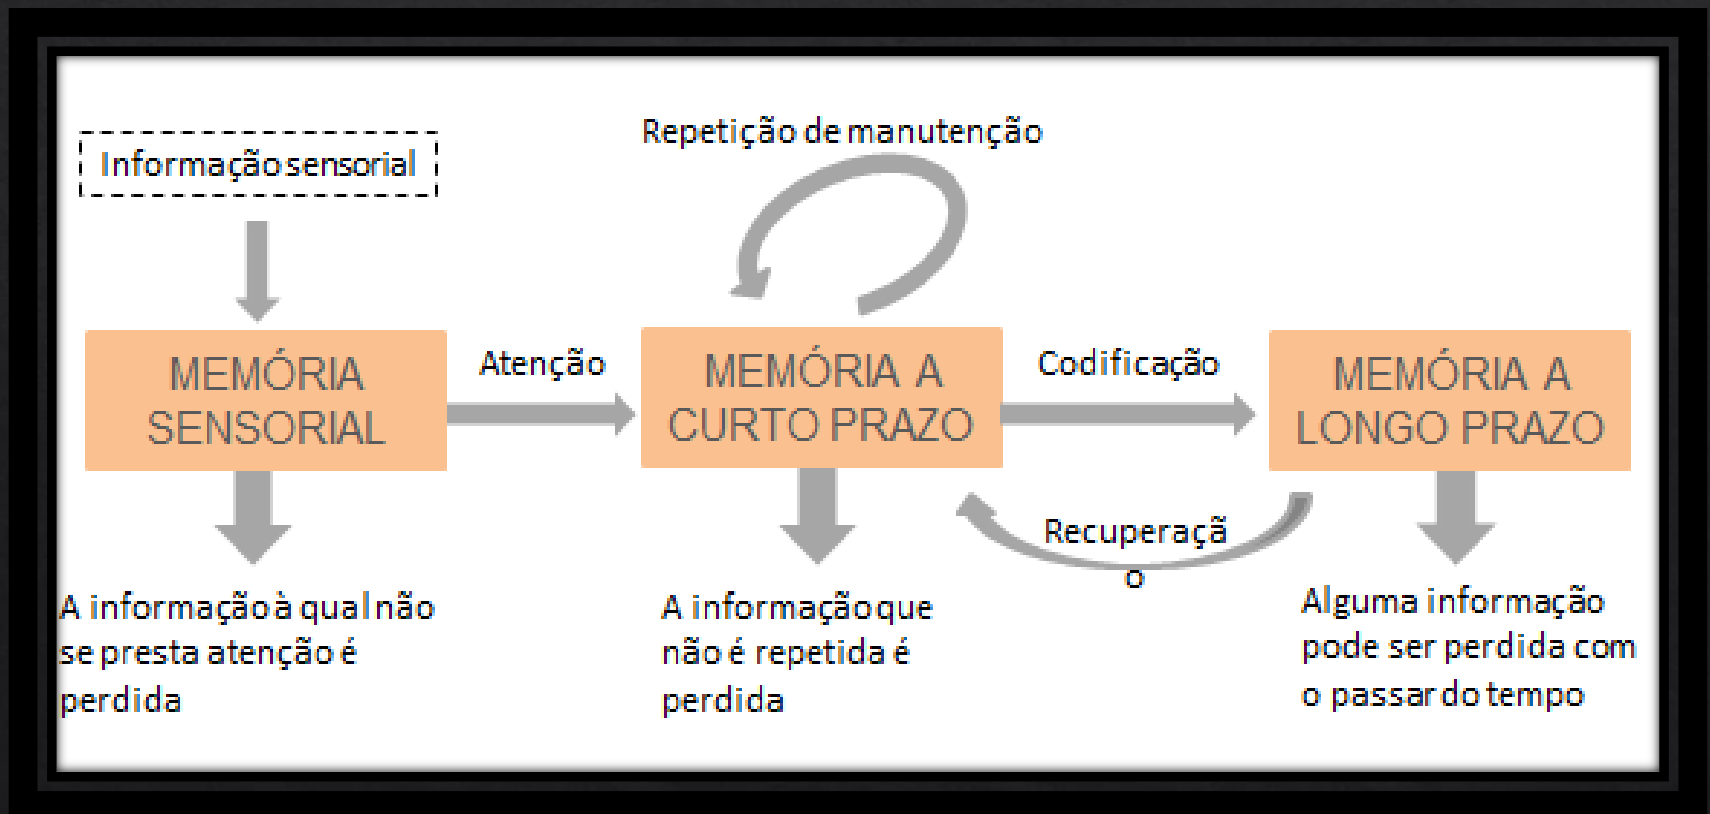 Informação sensorial
Repetição de manutenção
MEMÓRIA
SENSORIAL
Atenção
MEMÓRIA A
CURTO PRAZO
Codificação
MEMÓRIA A
LONGO PRAZO
Recuperaçã
o
A informação à qual não
se presta atenção é
perdida
A informação que
não é repetida é
perdida
Alguma informação
pode ser perdida com
o passar do tempo